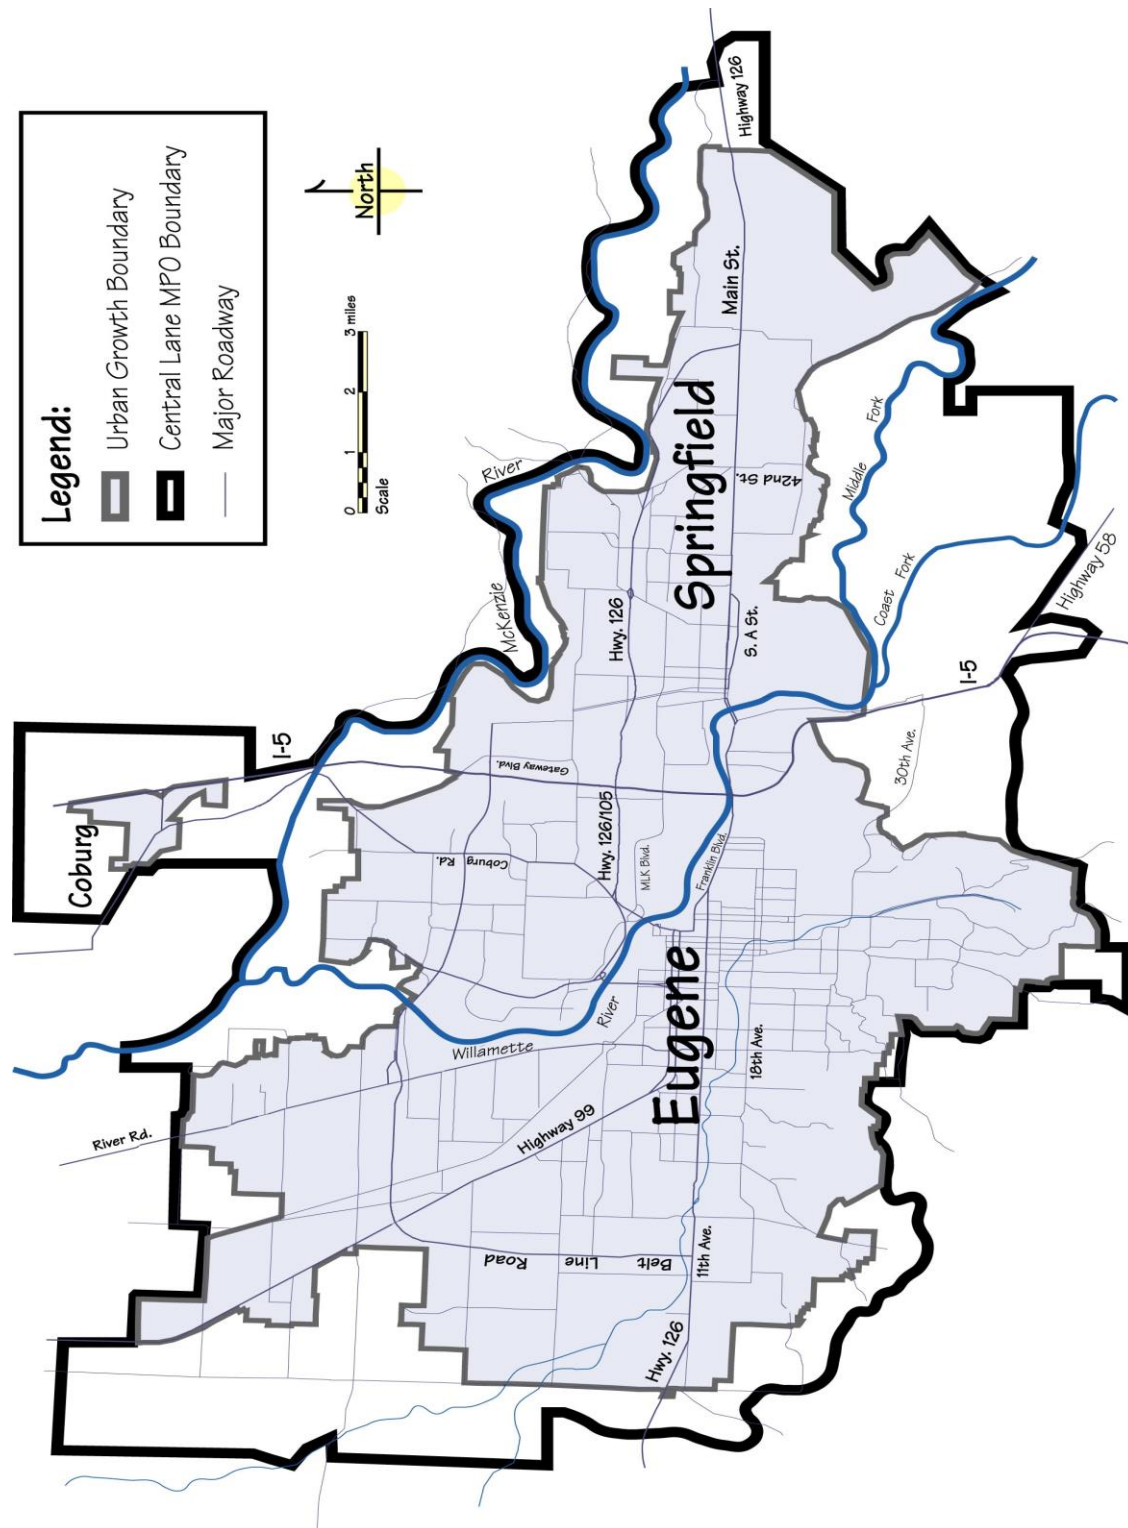 Legend:
Urban Growth Boundary
Central Lane MPO Boundary
Major Roadway
North
0 1 2 3 miles
Scale
Coburg
I-5
McKenzie
River
Highway 126
Main St.
Springfield
42nd St.
Hwy. 126
S. A St.
Middle
Fork
Coast
Fork
Highway 58
I-5
30th Ave.
Gateway Blvd.
Hwy. 126/105
Coburg Rd.
MLK Blvd.
Franklin Blvd.
Eugene
Willamette
River
18th Ave.
River Rd.
Highway 99
Belt Line Road
11th Ave.
Hwy. 126